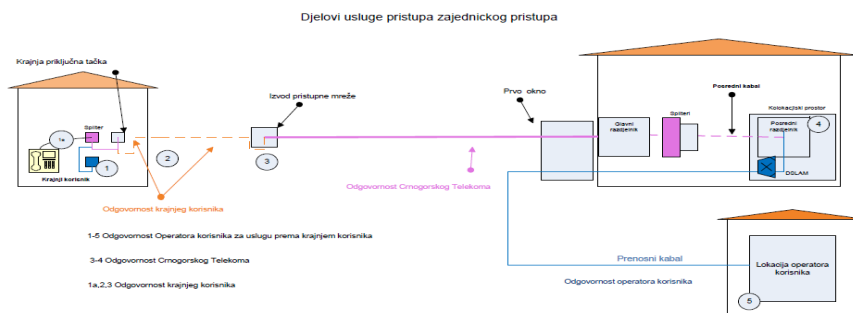 Djelovi usluge pristupa zajednickog pristupa
Krajnja priključna tačka
Izvod pristupne mreže
Prvo okno
Posredni kabal
Kolokacijski prostor
Glavni
razdjelnik
Spliteri
Posredni
razdjelnik
4
Spliter
1a
1
2
3
Krajnji korisnik
DSLAM
Odgovornost Crnogorskog Telekoma
Odgovornost krajnjeg korisnika
1-5 Odgovornost Operatora korisnika za uslugu prema krajnjem korisnika
3-4 Odgovornost Crnogorskog Telekoma
1a,2,3 Odgovornost krajnjeg korisnika
Prenosni kabal
Odgovornost operatora korisnika
Lokacija operatora
korisnika
5